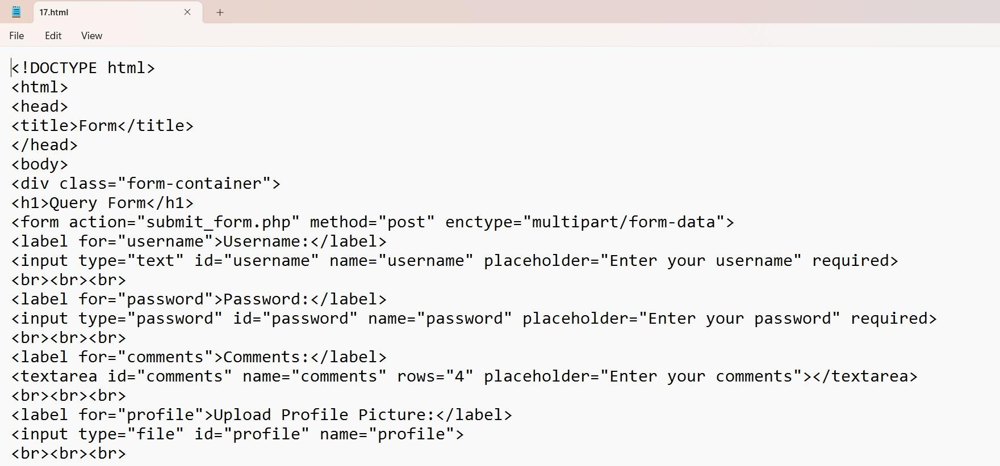 17.html
File Edit View
<!DOCTYPE html>
<html>
<head>
<title>Form</title>
</head>
<body>
<div class="form-container">
<h1>Query Form</h1>
<form action="submit_form.php" method="post" enctype="multipart/form-data">
<label for="username">Username:</label>
<input type="text" id="username" name="username" placeholder="Enter your username" required>
<br><br><br>
<label for="password">Password:</label>
<input type="password" id="password" name="password" placeholder="Enter your password" required>
<br><br><br>
<label for="comments">Comments:</label>
<textarea id="comments" name="comments" rows="4" placeholder="Enter your comments"></textarea>
<br><br><br>
<label for="profile">Upload Profile Picture:</label>
<input type="file" id="profile" name="profile">
<br><br><br>